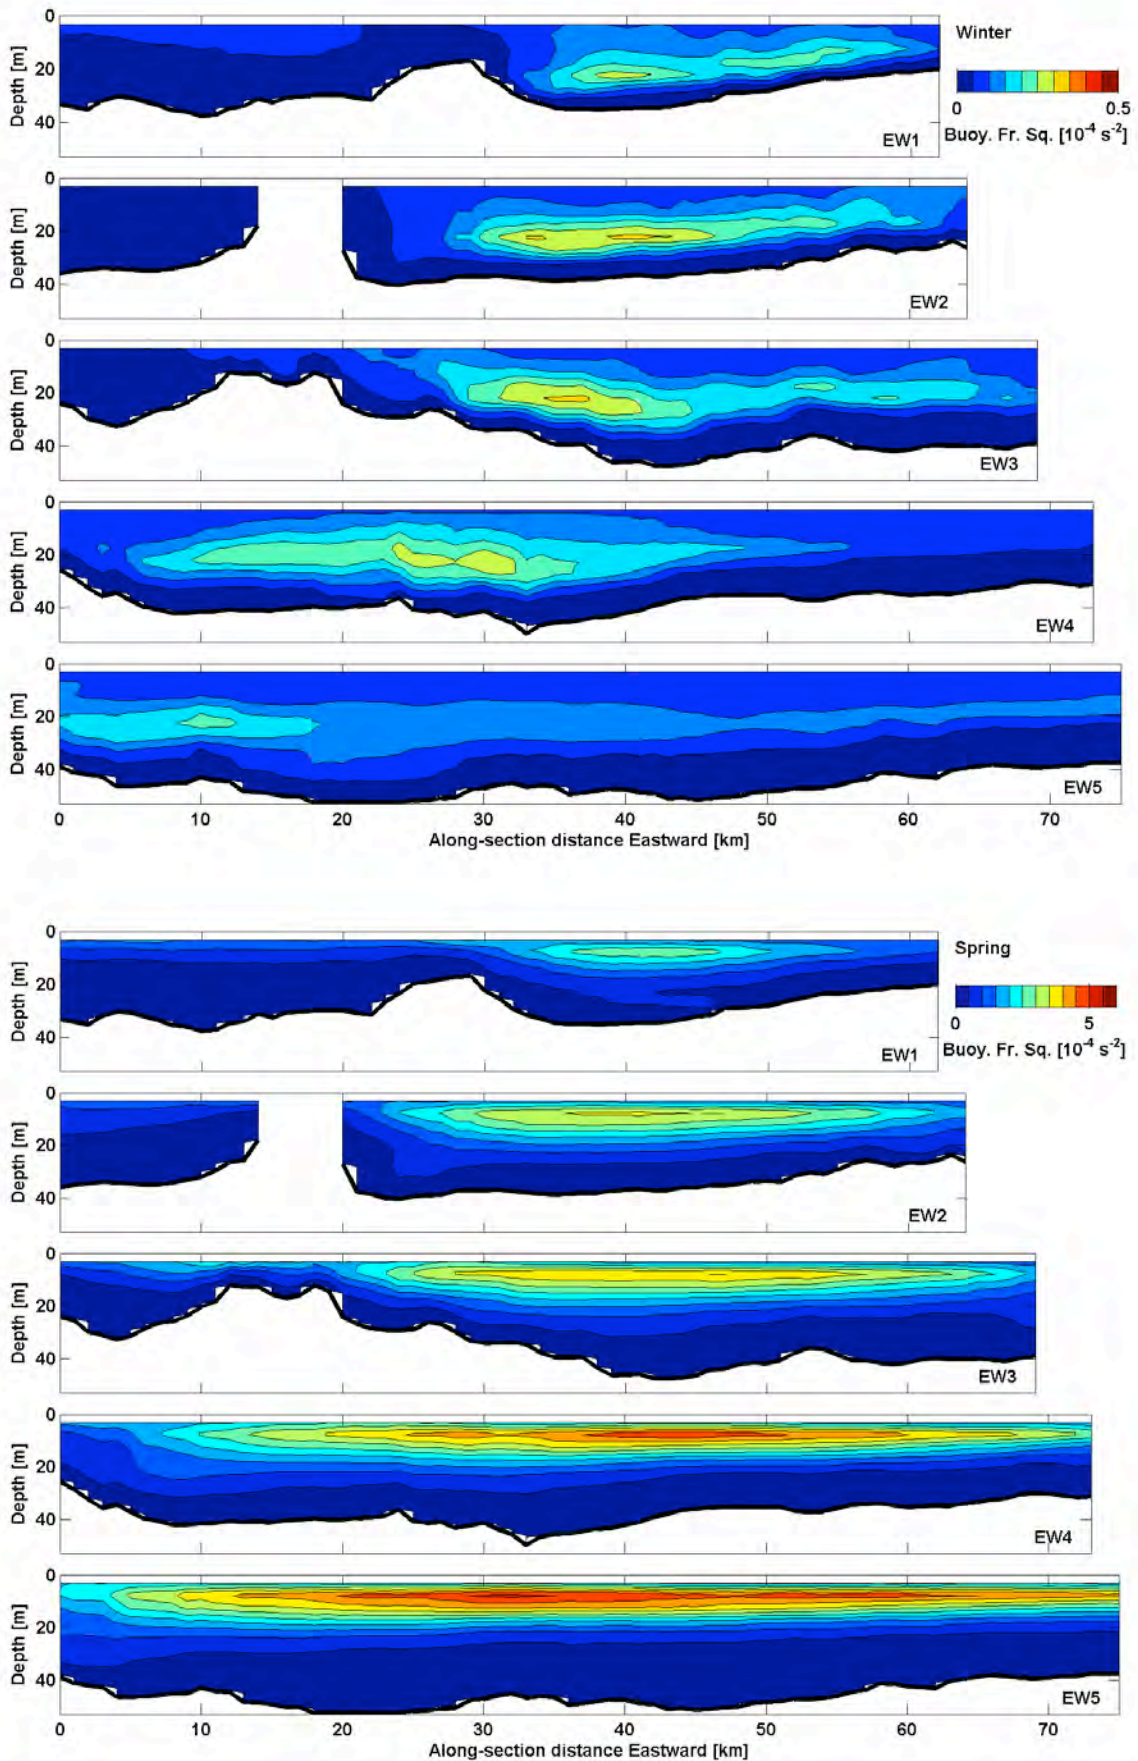 0
20
40
Depth [m]
EW1
Winter
0 0.5
Buoy. Fr. Sq. [10⁻⁴ s⁻²]
0
20
40
Depth [m]
EW2
0
20
40
Depth [m]
EW3
0
20
40
Depth [m]
EW4
0
20
40
Depth [m]
EW5
0 10 20 30 40 50 60 70
Along-section distance Eastward [km]
0
20
40
Depth [m]
EW1
Spring
0 5
Buoy. Fr. Sq. [10⁻⁴ s⁻²]
0
20
40
Depth [m]
EW2
0
20
40
Depth [m]
EW3
0
20
40
Depth [m]
EW4
0
20
40
Depth [m]
EW5
0 10 20 30 40 50 60 70
Along-section distance Eastward [km]